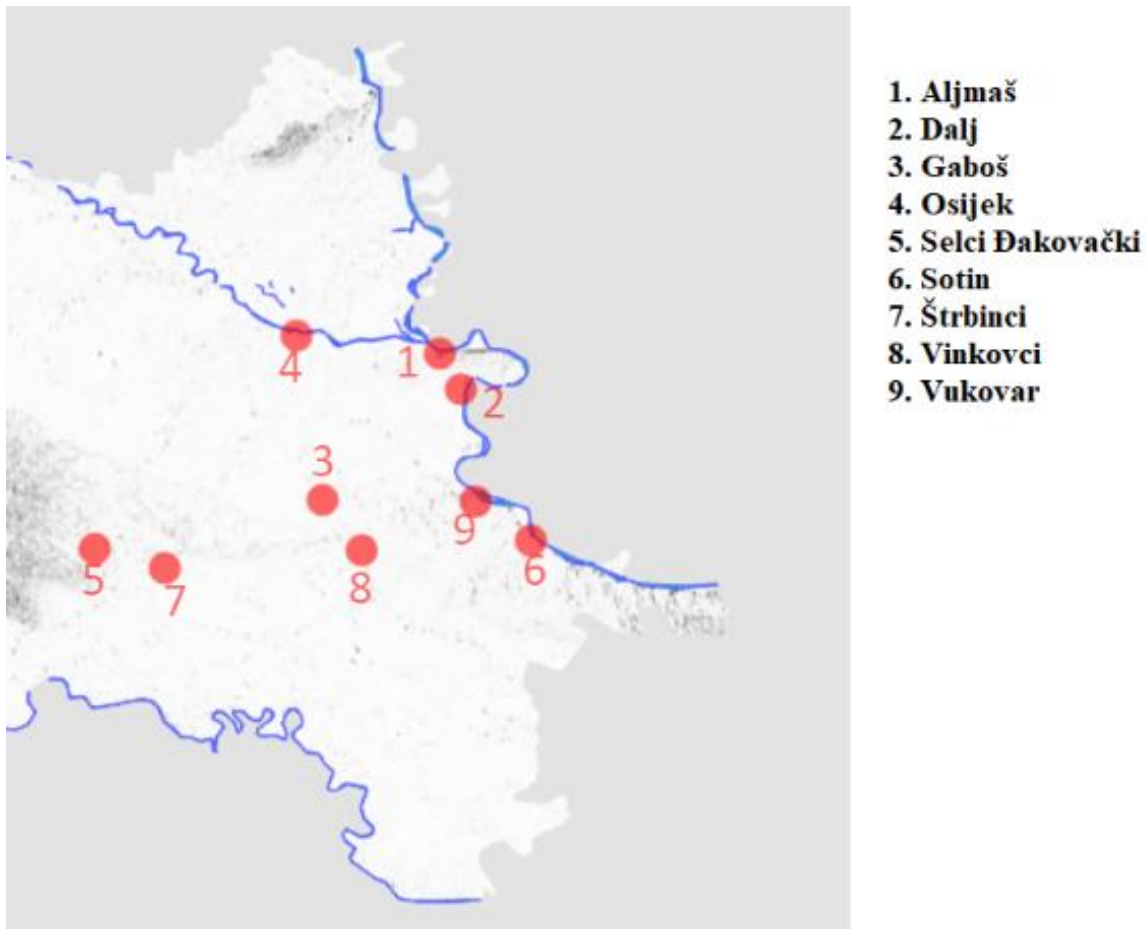 1. Aljmaš
2. Dalj
3. Gaboš
4. Osijek
5. Selci Đakovački
6. Sotin
7. Štrbinci
8. Vinkovci
9. Vukovar
4
1
2
3
9
6
5
7
8